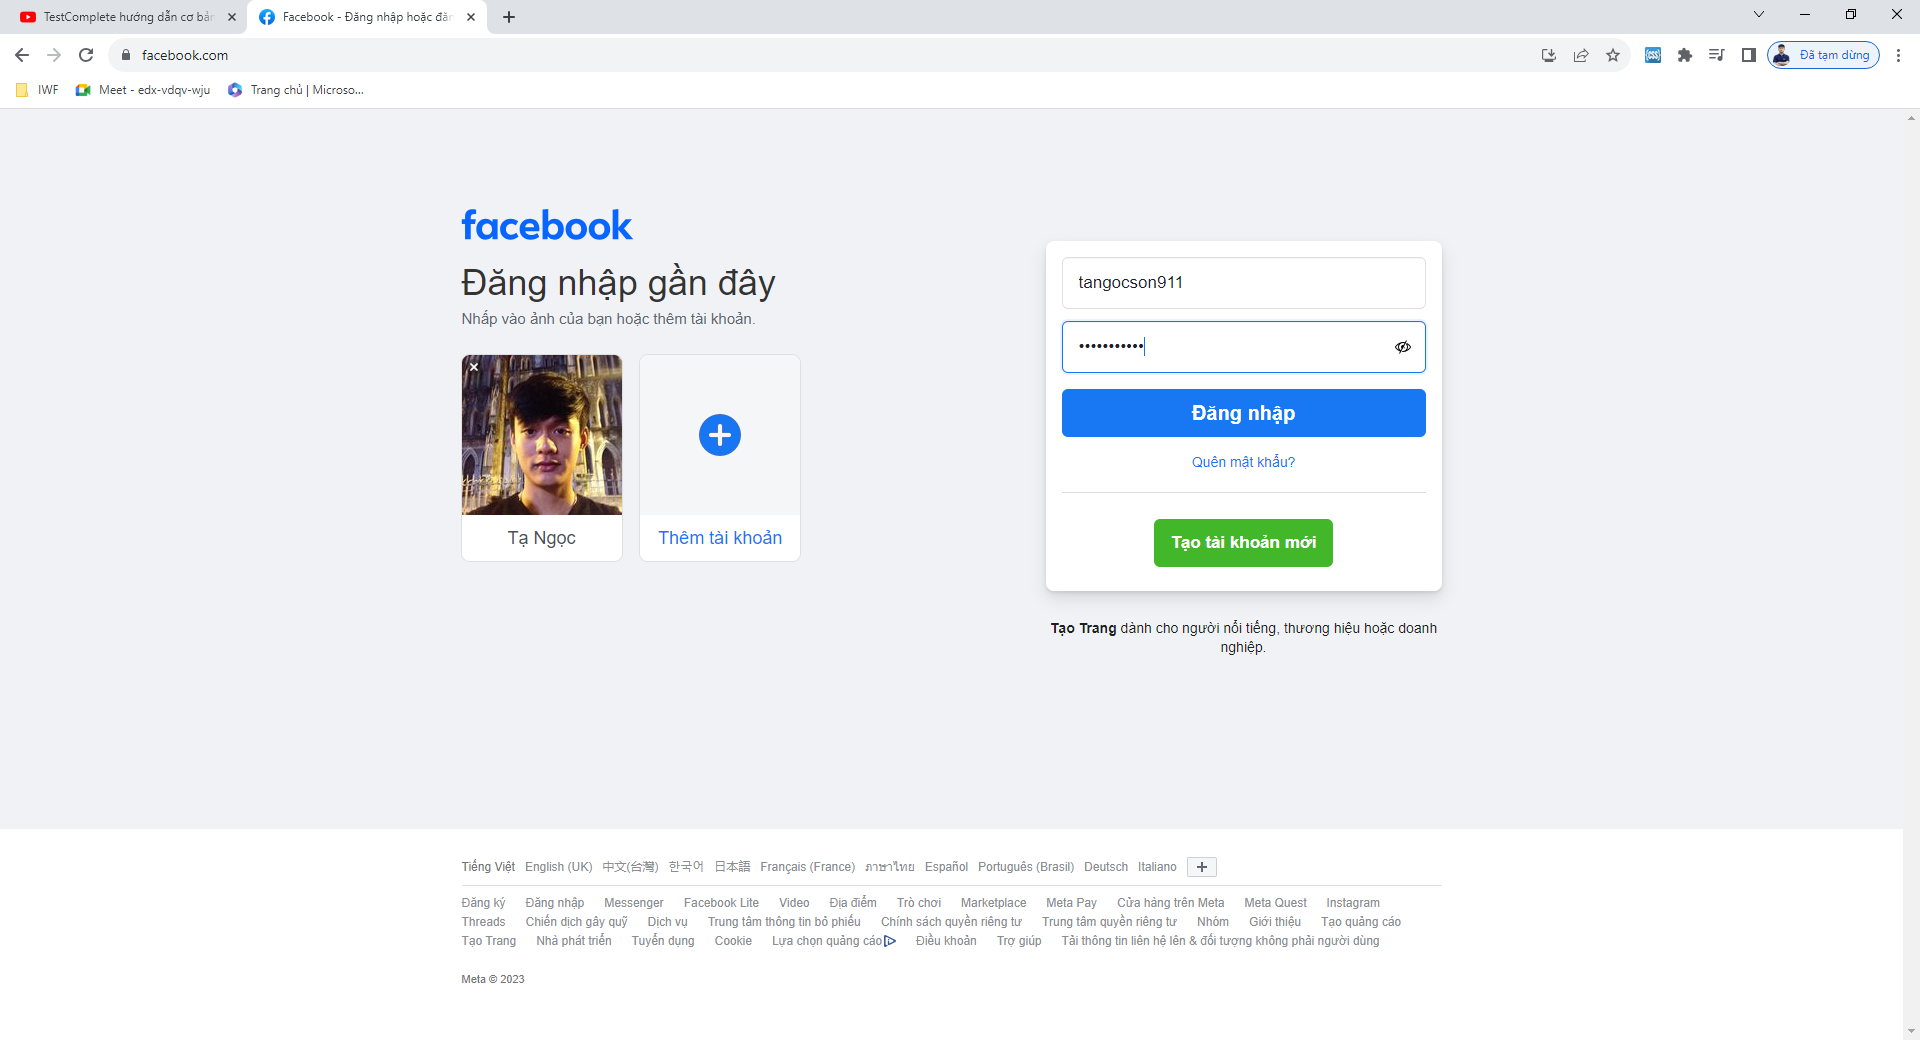 TestComplete hướng dẫn cơ bản
Facebook - Đăng nhập hoặc đăn
facebook.com
Đã tạm dừng
IWF
Meet - edx-vdqv-wju
Trang chủ | Microso...
facebook
Đăng nhập gần đây
Nhấp vào ảnh của bạn hoặc thêm tài khoản.
Tạ Ngọc
Thêm tài khoản
tangocson911
•••••••••••
Đăng nhập
Quên mật khẩu?
Tạo tài khoản mới
Tạo Trang dành cho người nổi tiếng, thương hiệu hoặc doanh
nghiệp.
Tiếng Việt English (UK) 中文(台灣) 한국어 日本語 Français (France) ภาษาไทย Español Português (Brasil) Deutsch Italiano
Đăng ký Đăng nhập Messenger Facebook Lite Video Địa điểm Trò chơi Marketplace Meta Pay Cửa hàng trên Meta Meta Quest Instagram
Threads Chiến dịch gây quỹ Dịch vụ Trung tâm thông tin bỏ phiếu Chính sách quyền riêng tư Trung tâm quyền riêng tư Nhóm Giới thiệu Tạo quảng cáo
Tạo Trang Nhà phát triển Tuyển dụng Cookie Lựa chọn quảng cáo Điều khoản Trợ giúp Tải thông tin liên hệ lên & đối tượng không phải người dùng
Meta © 2023